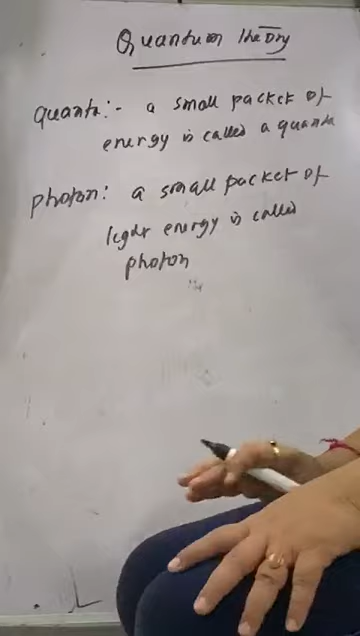 Quantum theory
quanta:- a small packet of
energy is called a quanta
photon: a small packet of
light energy is called
photon